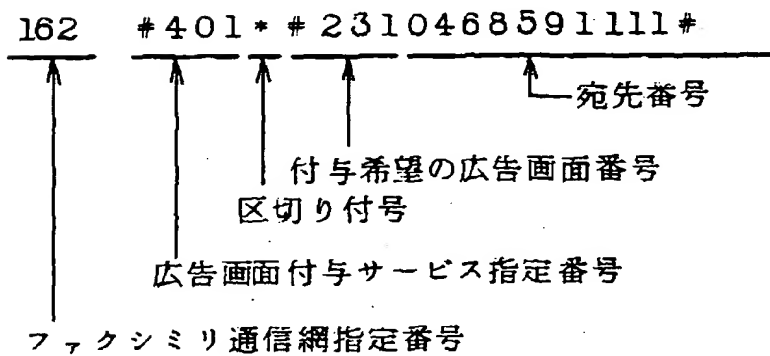 162 #401*#2310468591111#
宛先番号
付与希望の広告画面番号
区切り付号
広告画面付与サービス指定番号
ファクシミリ通信網指定番号